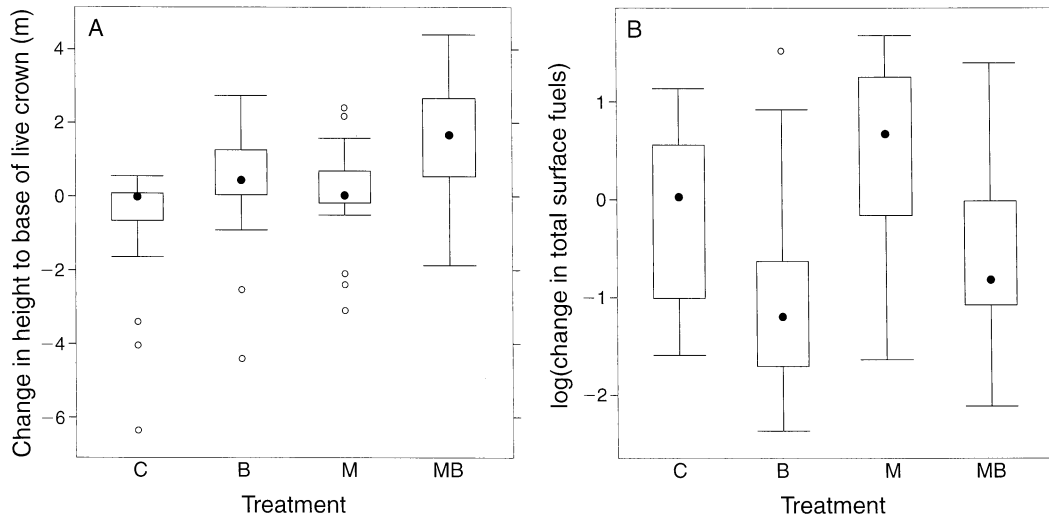 A
Change in height to base of live crown (m)
4
2
0
−2
−4
−6
C B M MB
Treatment
B
log(change in total surface fuels)
1
0
−1
−2
C B M MB
Treatment